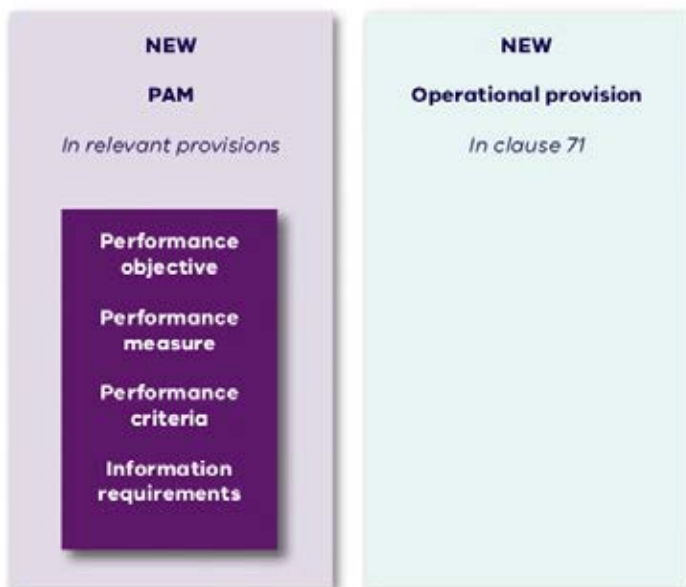 NEW
PAM
In relevant provisions
Performance
objective
Performance
measure
Performance
criteria
Information
requirements
NEW
Operational provision
In clause 71